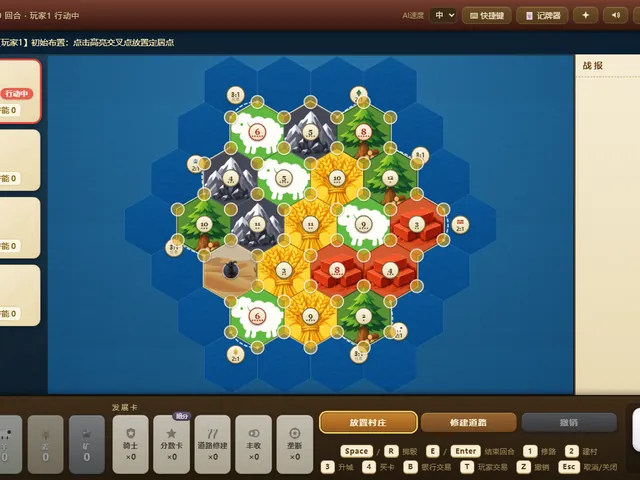 回合 · 玩家1 行动中
AI速度 中 快捷键 记牌器
玩家1】初始布置：点击高亮交叉点放置定居点
战报
行动中
能 0
能 0
能 0
能 0
3:1
3:1
2:1
2:1
2:1
6
5
8
4
5
10
12
10
11
11
9
3
3
8
4
6
9
2
发展卡
0
0
0
骑士
×0
积分
分数卡
×0
道路修建
×0
丰收
×0
垄断
×0
放置村庄
修建道路
撤销
Space / R 掷骰 E / Enter 结束回合 1 修路 2 建村
3 升城 4 买卡 B 银行交易 T 玩家交易 Z 撤销 Esc 取消/关闭